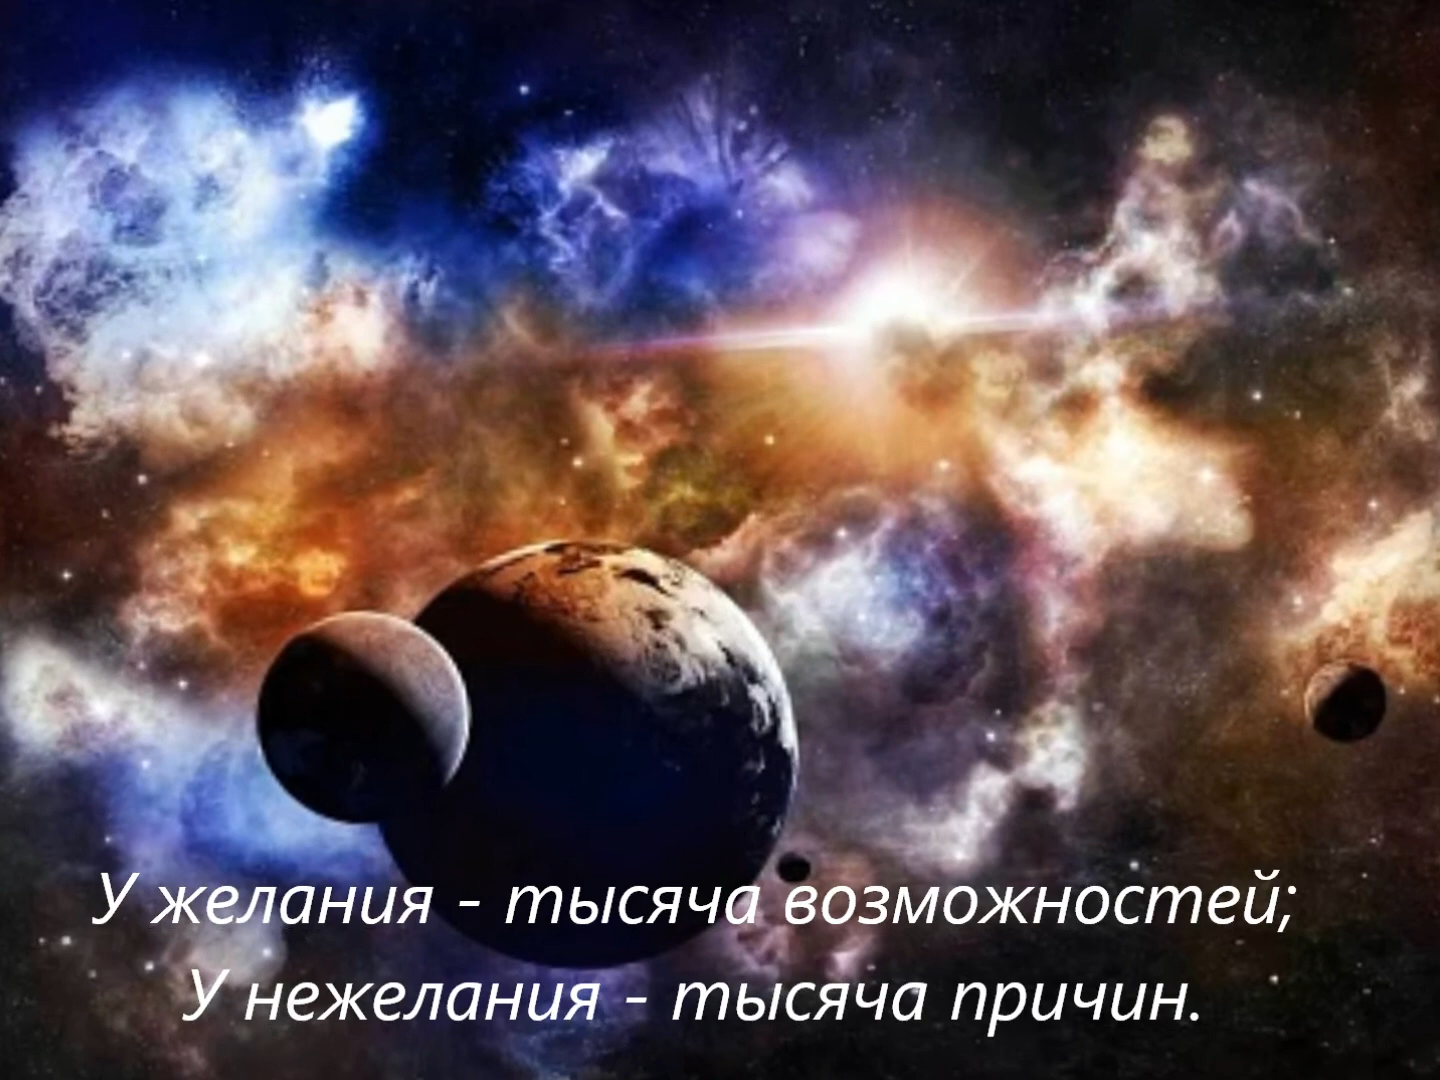 У желания - тысяча возможностей;
У нежелания - тысяча причин.